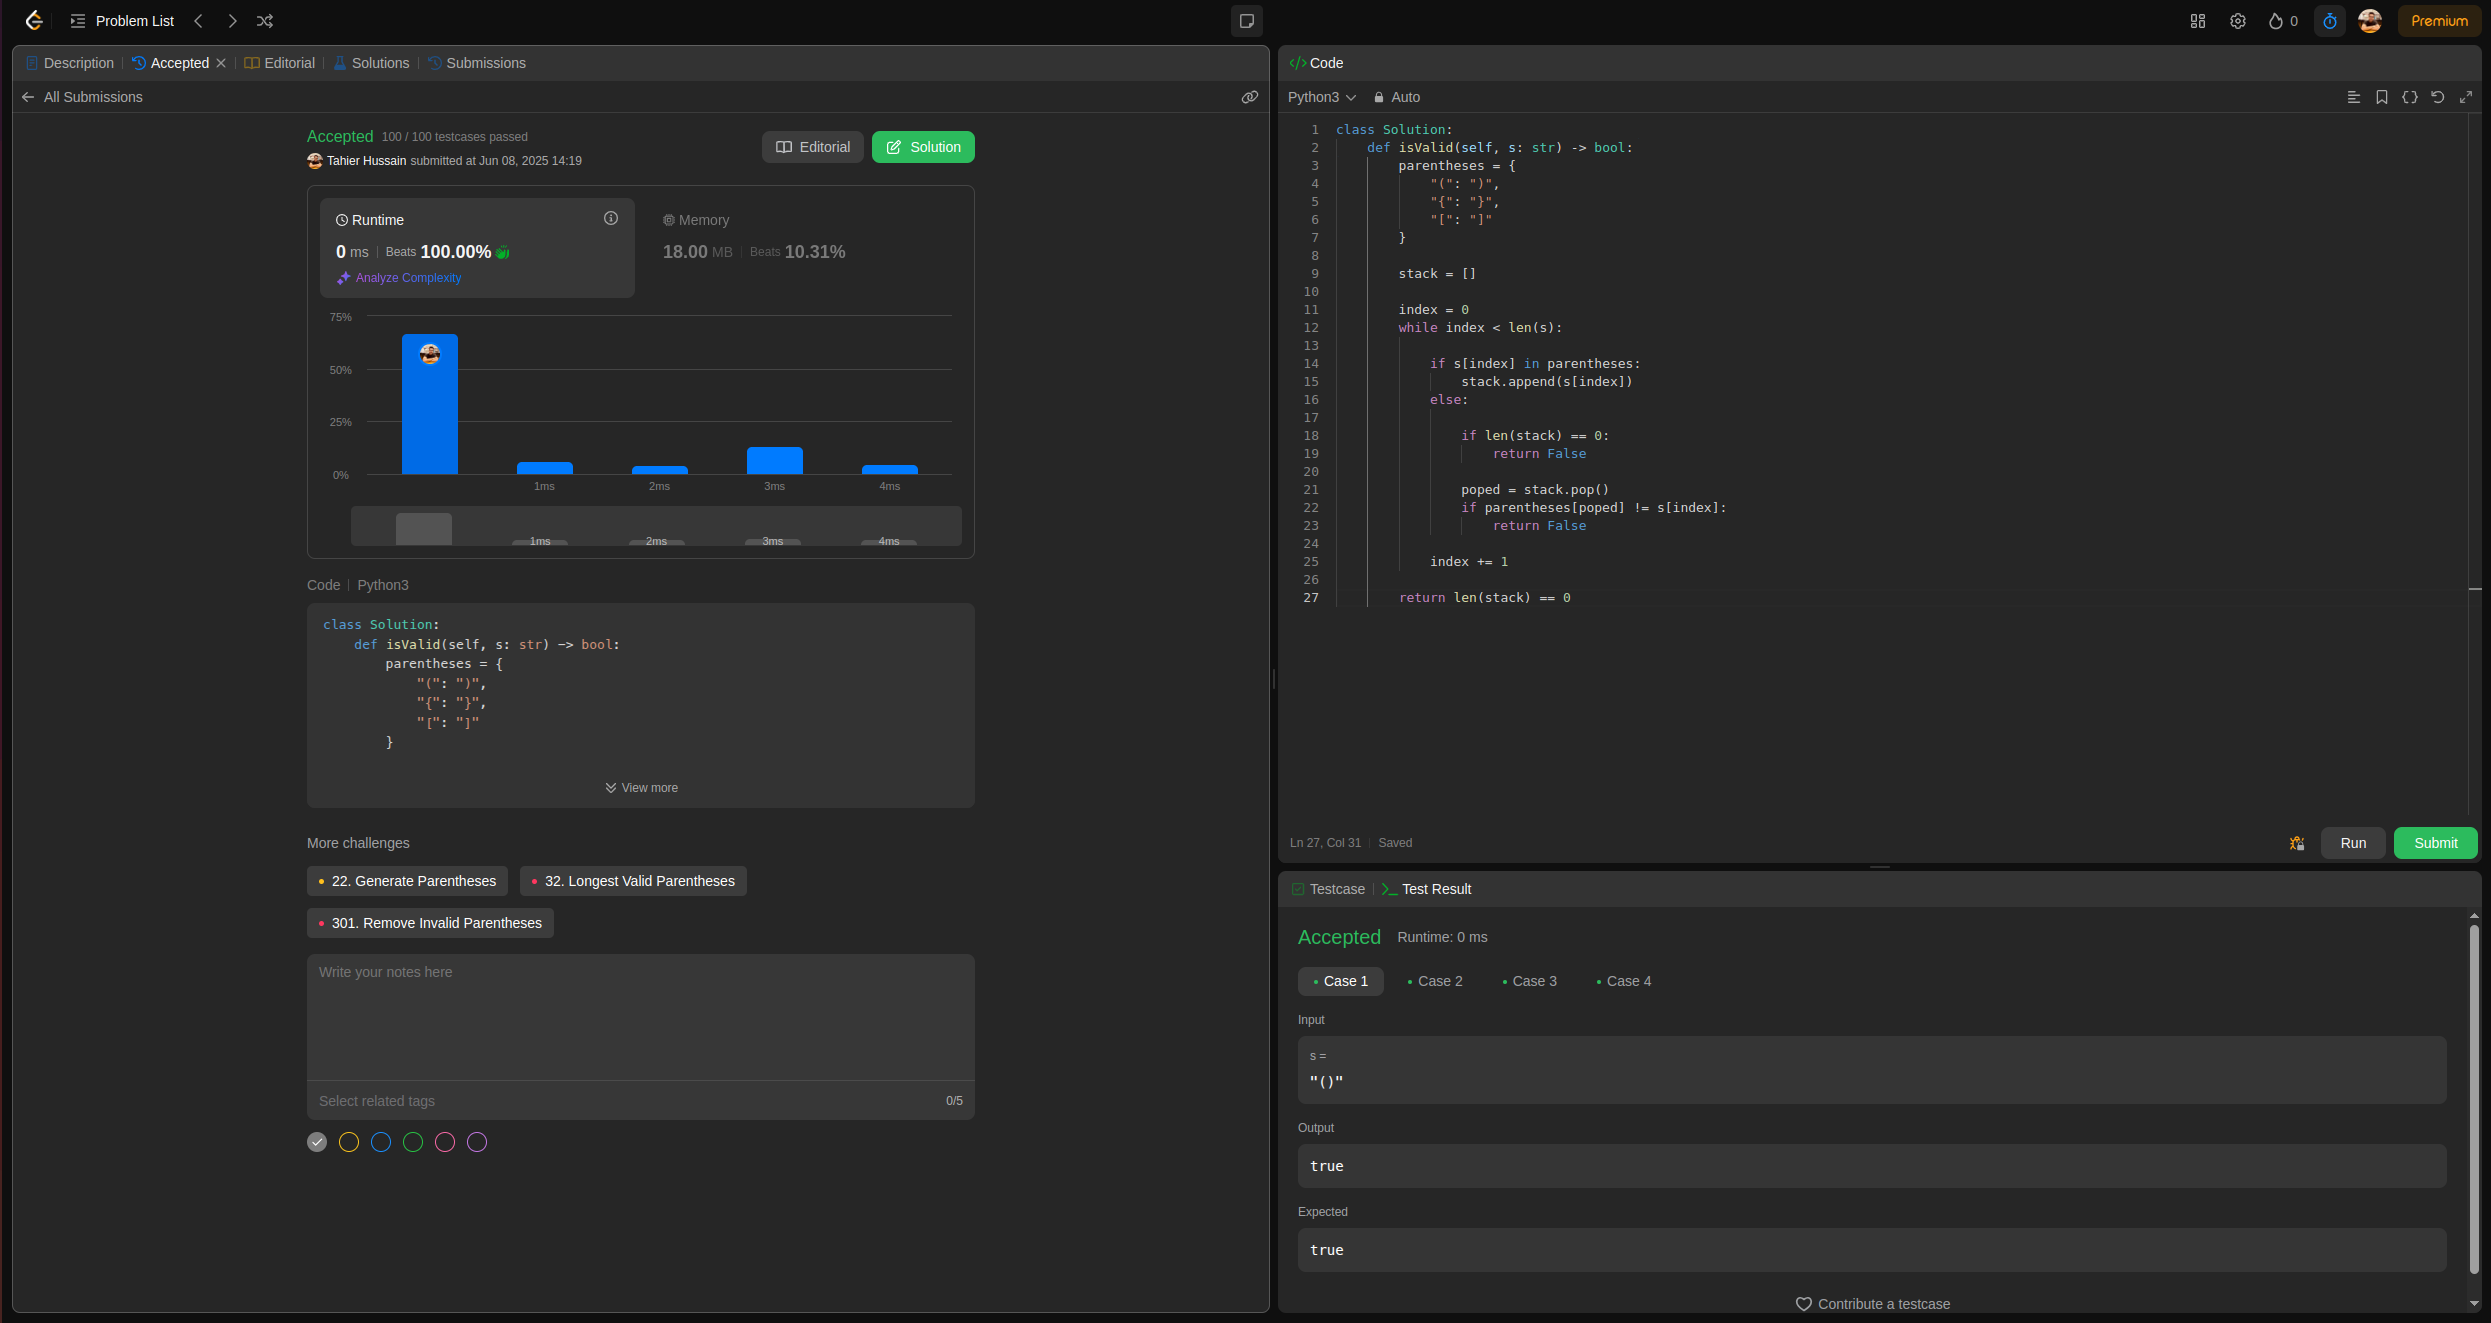 Problem List
0
Premium
Description
Accepted
Editorial
Solutions
Submissions
All Submissions
Accepted 100 / 100 testcases passed
Tahier Hussain submitted at Jun 08, 2025 14:19
Editorial
Solution
Runtime
0 ms Beats 100.00%
Analyze Complexity
Memory
18.00 MB Beats 10.31%
75%
50%
25%
0%
1ms 2ms 3ms 4ms
1ms 2ms 3ms 4ms
Code Python3
class Solution:
    def isValid(self, s: str) -> bool:
        parentheses = {
            "(": ")",
            "{": "}",
            "[": "]"
        }
View more
More challenges
22. Generate Parentheses
32. Longest Valid Parentheses
301. Remove Invalid Parentheses
Write your notes here
Select related tags
0/5
</> Code
Python3
Auto
1 class Solution:
2     def isValid(self, s: str) -> bool:
3         parentheses = {
4             "(": ")",
5             "{": "}",
6             "[": "]"
7         }
8
9         stack = []
10
11         index = 0
12         while index < len(s):
13
14             if s[index] in parentheses:
15                 stack.append(s[index])
16             else:
17
18                 if len(stack) == 0:
19                     return False
20
21                 poped = stack.pop()
22                 if parentheses[poped] != s[index]:
23                     return False
24
25             index += 1
26
27         return len(stack) == 0
Ln 27, Col 31
Saved
Run
Submit
Testcase
Test Result
Accepted Runtime: 0 ms
Case 1
Case 2
Case 3
Case 4
Input
s =
"()"
Output
true
Expected
true
Contribute a testcase